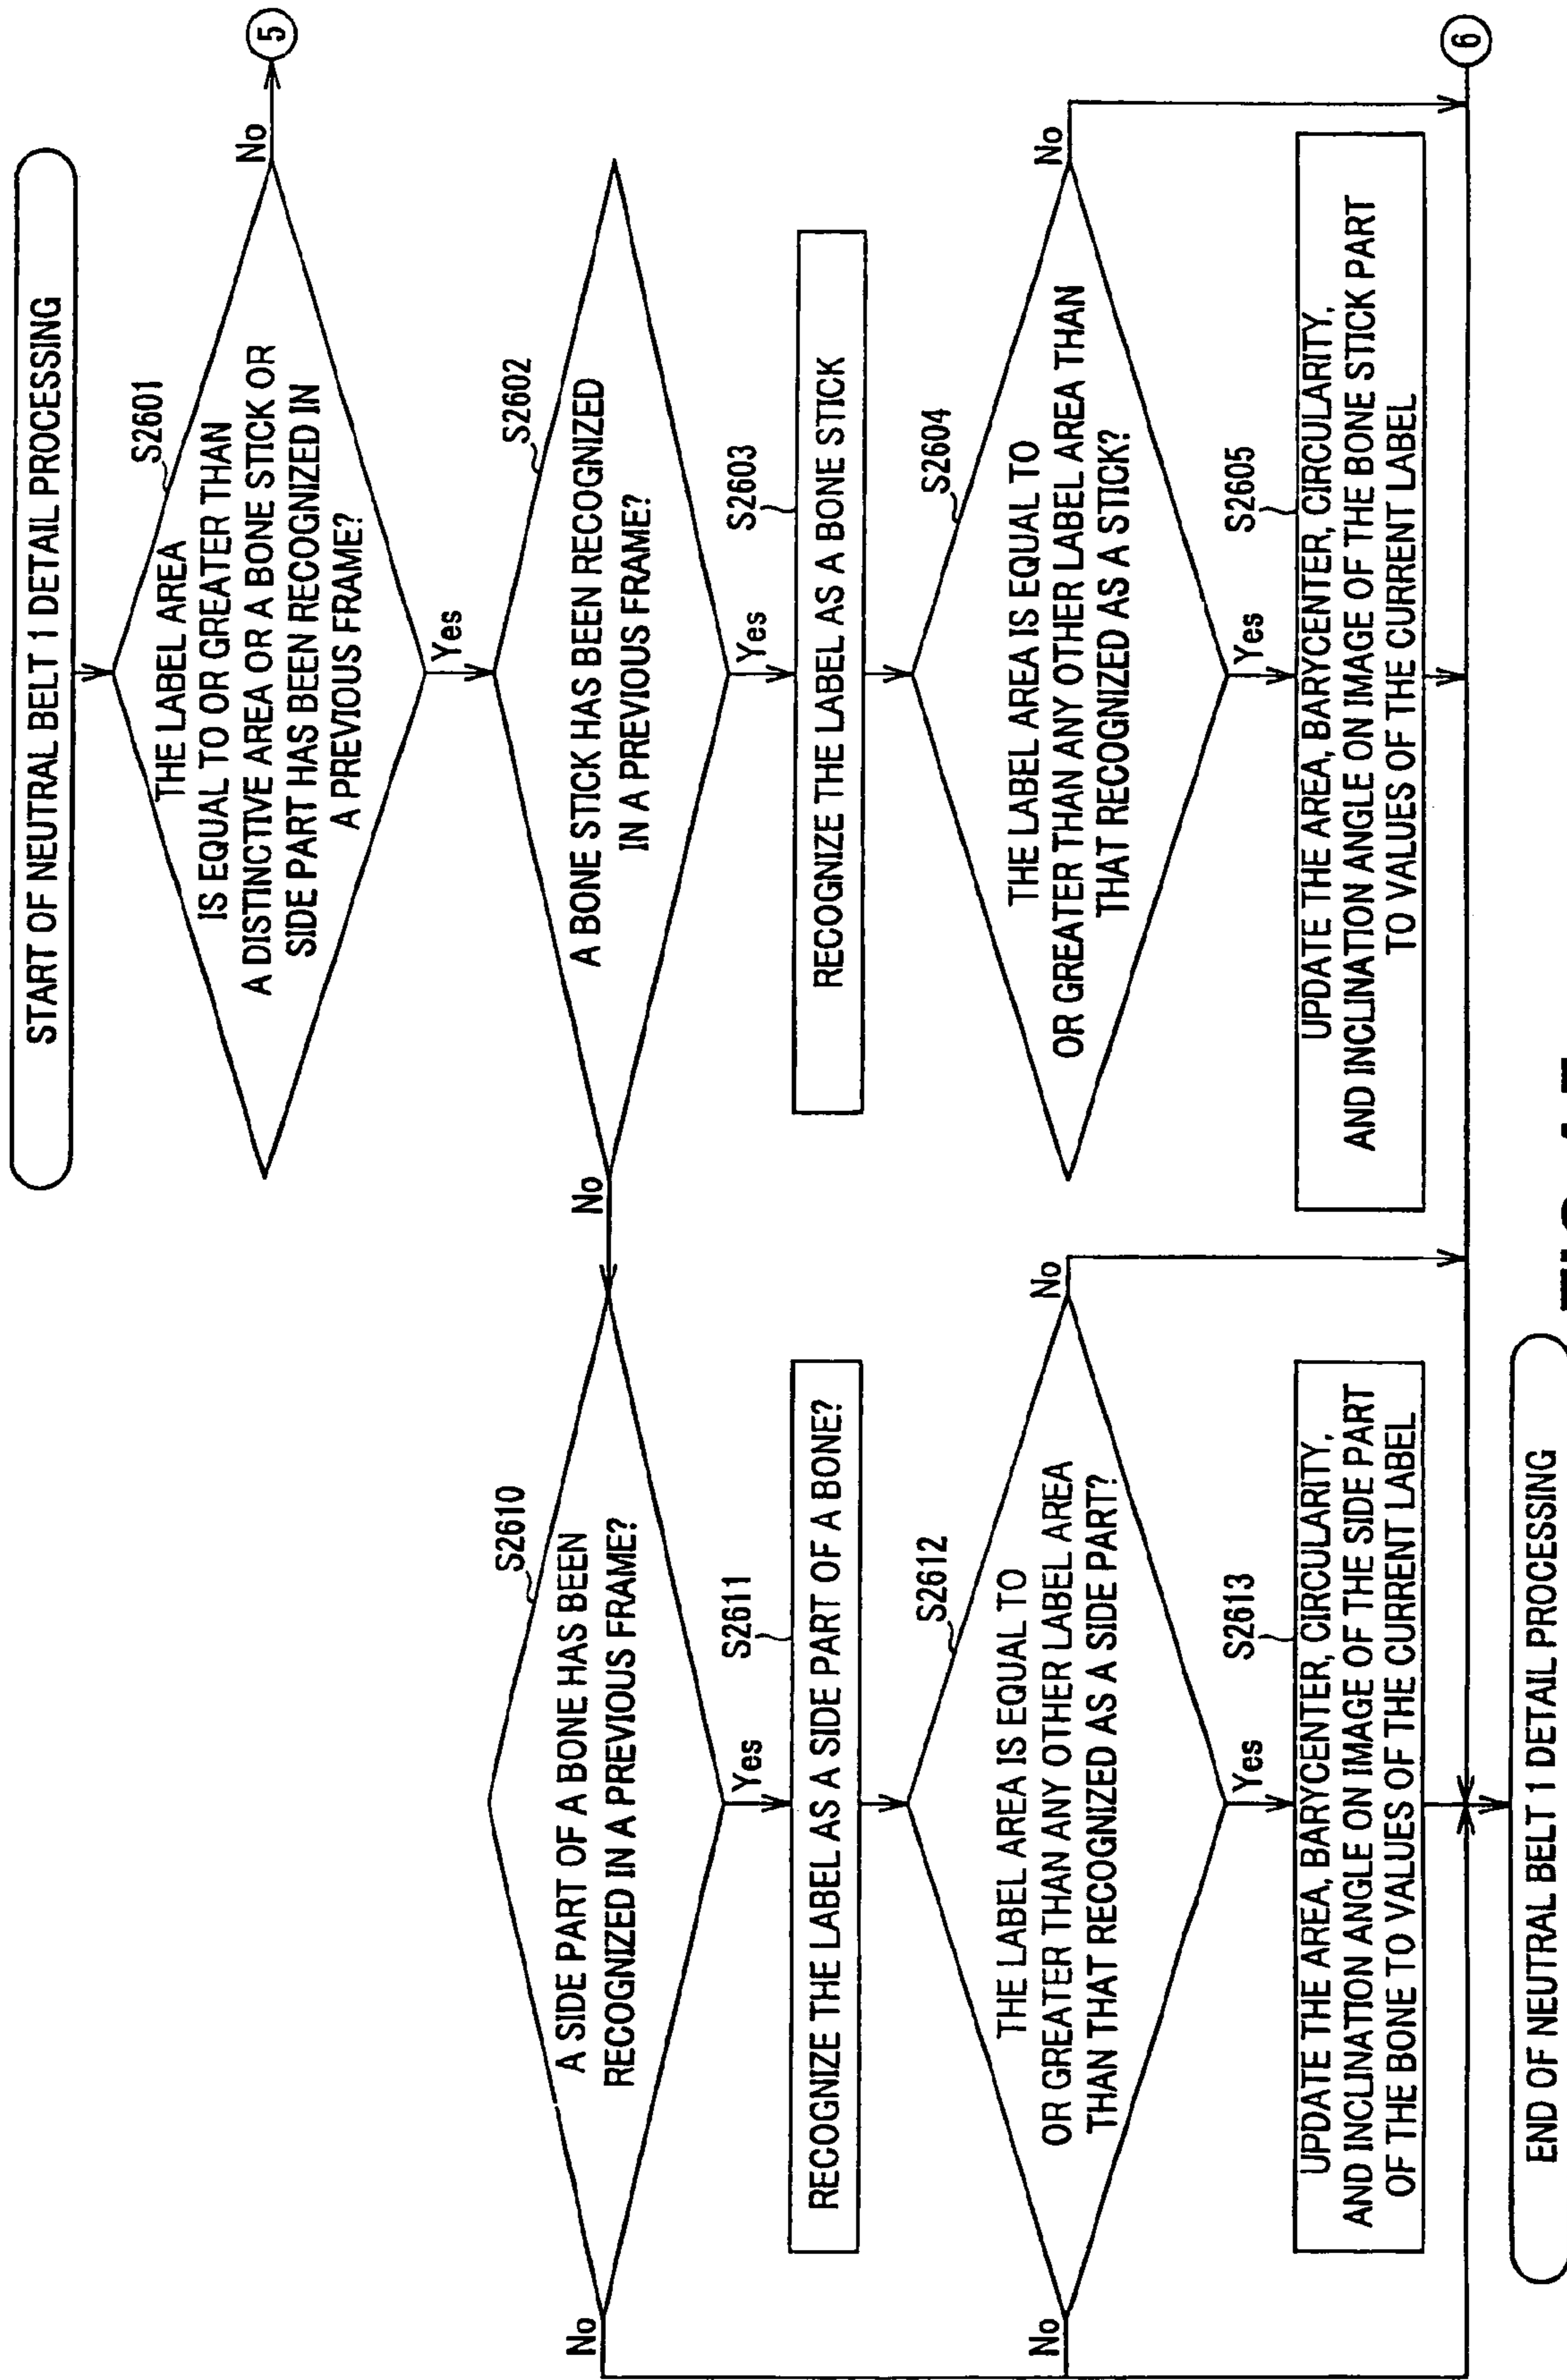 START OF NEUTRAL BELT 1 DETAIL PROCESSING
S2601
THE LABEL AREA
IS EQUAL TO OR GREATER THAN
A DISTINCTIVE AREA OR A BONE STICK OR
SIDE PART HAS BEEN RECOGNIZED IN
A PREVIOUS FRAME?
No
5
Yes
S2602
A BONE STICK HAS BEEN RECOGNIZED
IN A PREVIOUS FRAME?
No
Yes
S2603
RECOGNIZE THE LABEL AS A BONE STICK
S2604
THE LABEL AREA IS EQUAL TO
OR GREATER THAN ANY OTHER LABEL AREA THAN
THAT RECOGNIZED AS A STICK?
No
Yes
S2605
UPDATE THE AREA, BARYCENTER, CIRCULARITY,
AND INCLINATION ANGLE ON IMAGE OF THE BONE STICK PART
TO VALUES OF THE CURRENT LABEL
6
S2610
A SIDE PART OF A BONE HAS BEEN
RECOGNIZED IN A PREVIOUS FRAME?
No
Yes
S2611
RECOGNIZE THE LABEL AS A SIDE PART OF A BONE?
S2612
THE LABEL AREA IS EQUAL TO
OR GREATER THAN ANY OTHER LABEL AREA
THAN THAT RECOGNIZED AS A SIDE PART?
No
No
Yes
S2613
UPDATE THE AREA, BARYCENTER, CIRCULARITY,
AND INCLINATION ANGLE ON IMAGE OF THE SIDE PART
OF THE BONE TO VALUES OF THE CURRENT LABEL
END OF NEUTRAL BELT 1 DETAIL PROCESSING